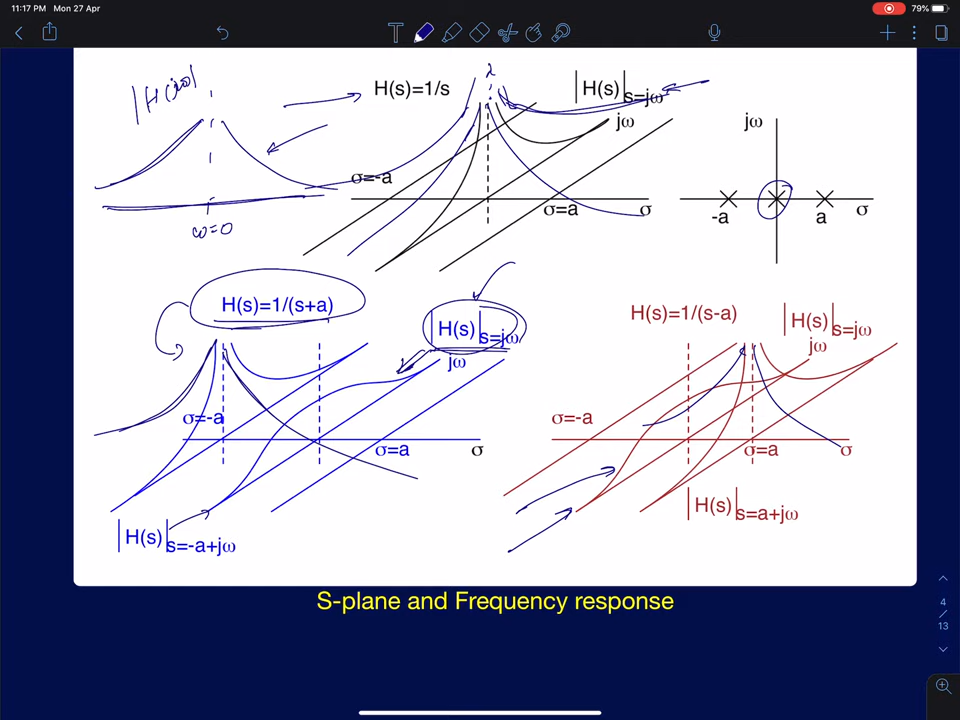 11:17 PM Mon 27 Apr
79%
|H(jω)|
H(s)=1/s
|H(s)|s=jω
jω
jω
σ=-a
σ=a
σ
-a
a
σ
ω=0
H(s)=1/(s+a)
|H(s)|s=jω
jω
σ=-a
σ=a
σ
|H(s)|s=-a+jω
H(s)=1/(s-a)
|H(s)|s=jω
jω
σ=-a
σ=a
σ
|H(s)|s=a+jω
S-plane and Frequency response
4
/
13